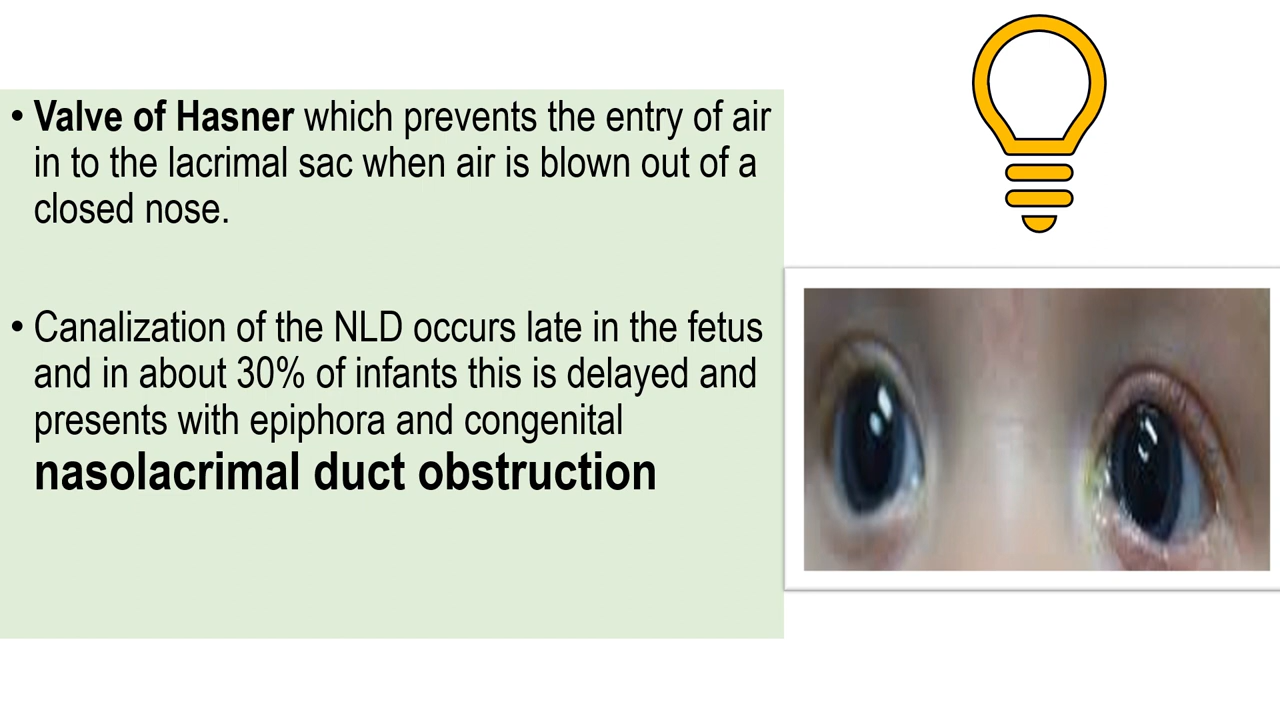 • Valve of Hasner which prevents the entry of air
in to the lacrimal sac when air is blown out of a
closed nose.
• Canalization of the NLD occurs late in the fetus
and in about 30% of infants this is delayed and
presents with epiphora and congenital
nasolacrimal duct obstruction